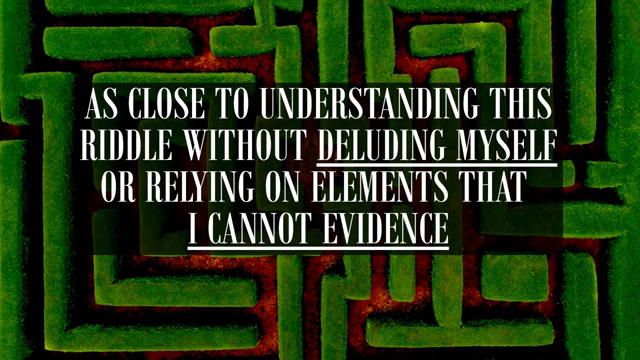 AS CLOSE TO UNDERSTANDING THIS
RIDDLE WITHOUT DELUDING MYSELF
OR RELYING ON ELEMENTS THAT
I CANNOT EVIDENCE